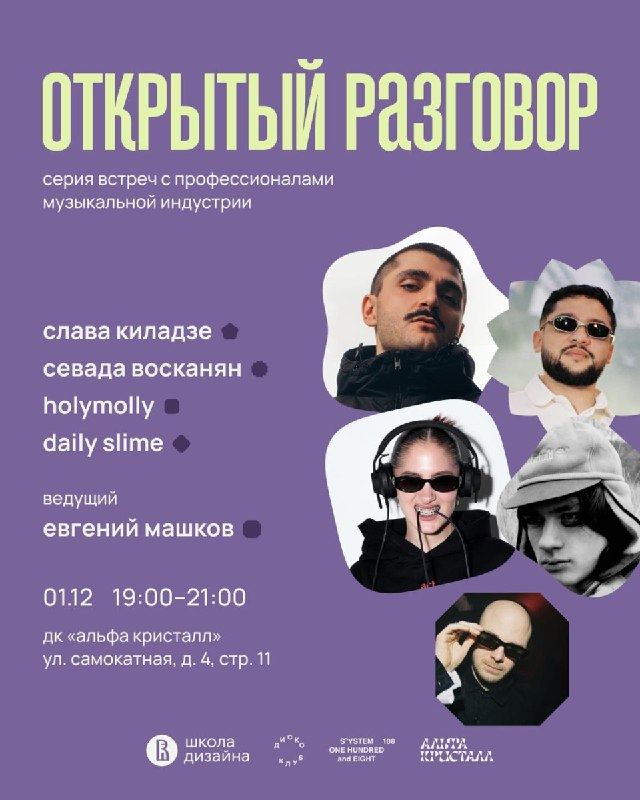 ОТКРЫТЫЙ РАЗГОВОР
серия встреч с профессионалами
музыкальной индустрии
слава киладзе
севада восканян
holymolly
daily slime
ведущий
евгений машков
01.12 19:00–21:00
дк «альфа кристалл»
ул. самокатная, д. 4, стр. 11
школа
дизайна
диско
клуб
SYSTEM 108
ONE HUNDRED
and EIGHT
АЛЬФА
КРИСТАЛЛ